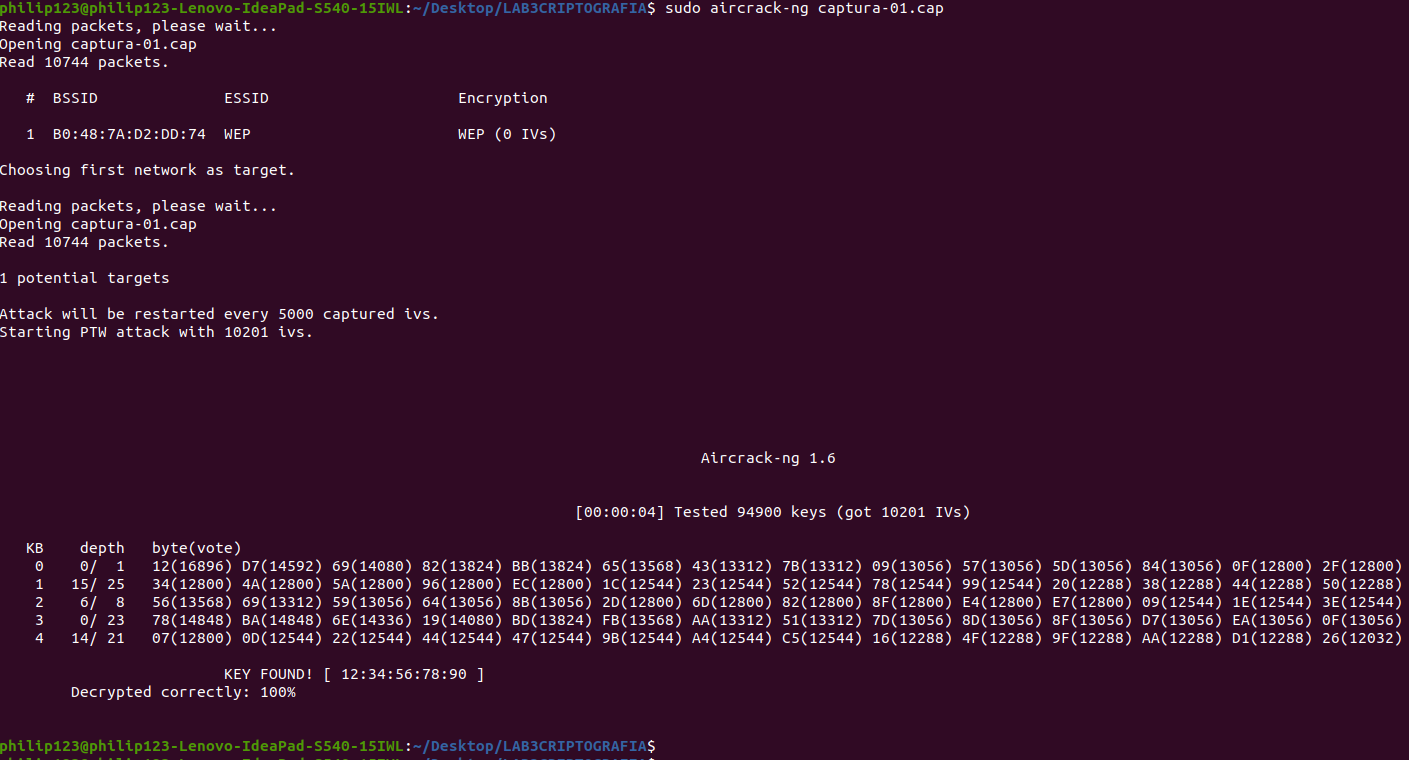 philip123@philip123-Lenovo-IdeaPad-S540-15IWL:~/Desktop/LAB3CRIPTOGRAFIA$ sudo aircrack-ng captura-01.cap
Reading packets, please wait...
Opening captura-01.cap
Read 10744 packets.
# BSSID ESSID Encryption
1 B0:48:7A:D2:DD:74 WEP WEP (0 IVs)
Choosing first network as target.
Reading packets, please wait...
Opening captura-01.cap
Read 10744 packets.
1 potential targets
Attack will be restarted every 5000 captured ivs.
Starting PTW attack with 10201 ivs.
Aircrack-ng 1.6
[00:00:04] Tested 94900 keys (got 10201 IVs)
KB depth byte(vote)
0 0/ 1 12(16896) D7(14592) 69(14080) 82(13824) BB(13824) 65(13568) 43(13312) 7B(13312) 09(13056) 57(13056) 5D(13056) 84(13056) 0F(12800) 2F(12800)
1 15/ 25 34(12800) 4A(12800) 5A(12800) 96(12800) EC(12800) 1C(12544) 23(12544) 52(12544) 78(12544) 99(12544) 20(12288) 38(12288) 44(12288) 50(12288)
2 6/ 8 56(13568) 69(13312) 59(13056) 64(13056) 8B(13056) 2D(12800) 6D(12800) 82(12800) 8F(12800) E4(12800) E7(12800) 09(12544) 1E(12544) 3E(12544)
3 0/ 23 78(14848) BA(14848) 6E(14336) 19(14080) BD(13824) FB(13568) AA(13312) 51(13312) 7D(13056) 8D(13056) 8F(13056) D7(13056) EA(13056) 0F(13056)
4 14/ 21 07(12800) 0D(12544) 22(12544) 44(12544) 47(12544) 9B(12544) A4(12544) C5(12544) 16(12288) 4F(12288) 9F(12288) AA(12288) D1(12288) 26(12032)
KEY FOUND! [ 12:34:56:78:90 ]
Decrypted correctly: 100%
philip123@philip123-Lenovo-IdeaPad-S540-15IWL:~/Desktop/LAB3CRIPTOGRAFIA$